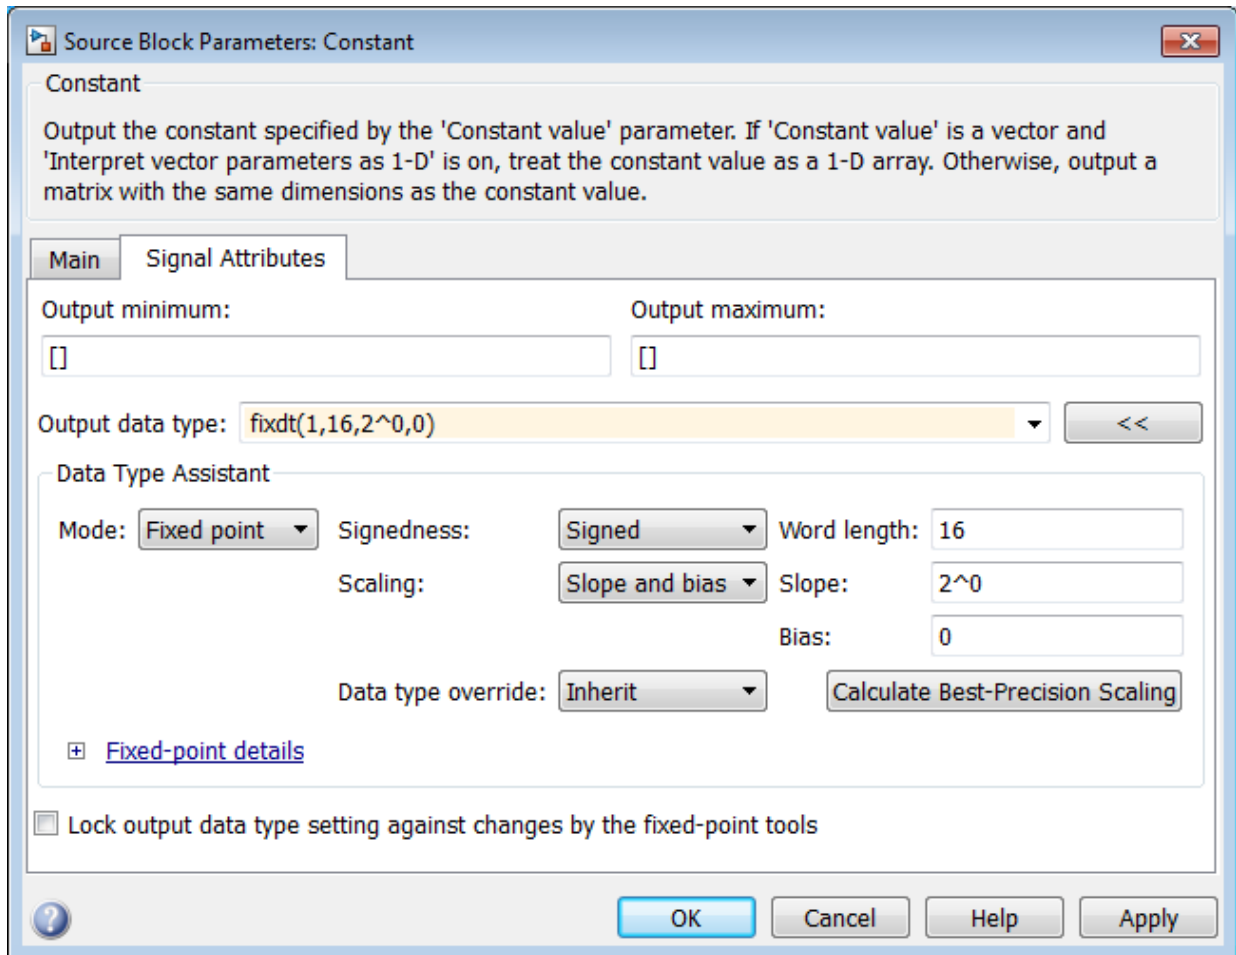 Source Block Parameters: Constant
Constant
Output the constant specified by the 'Constant value' parameter. If 'Constant value' is a vector and
'Interpret vector parameters as 1-D' is on, treat the constant value as a 1-D array. Otherwise, output a
matrix with the same dimensions as the constant value.
Main Signal Attributes
Output minimum: Output maximum:
[] []
Output data type: fixdt(1,16,2^0,0) <<
Data Type Assistant
Mode: Fixed point Signedness: Signed Word length: 16
Scaling: Slope and bias Slope: 2^0
Bias: 0
Data type override: Inherit Calculate Best-Precision Scaling
Fixed-point details
Lock output data type setting against changes by the fixed-point tools
? OK Cancel Help Apply